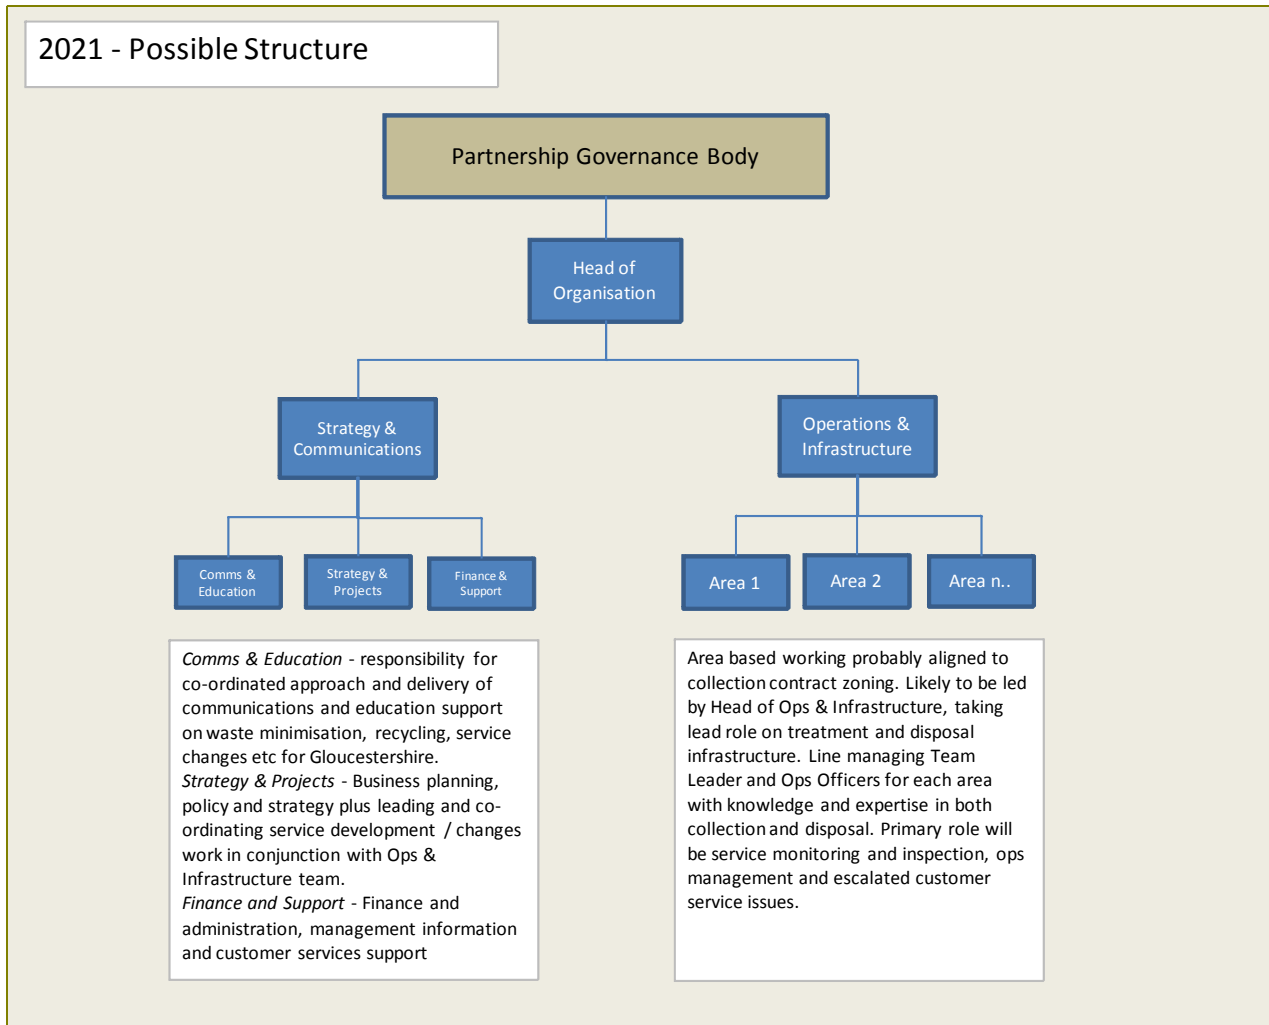 2021 - Possible Structure
Partnership Governance Body
Head of
Organisation
Strategy &
Communications
Operations &
Infrastructure
Comms &
Education
Strategy &
Projects
Finance &
Support
Area 1
Area 2
Area n..
Comms & Education - responsibility for
co-ordinated approach and delivery of
communications and education support
on waste minimisation, recycling, service
changes etc for Gloucestershire.
Strategy & Projects - Business planning,
policy and strategy plus leading and co-
ordinating service development / changes
work in conjunction with Ops &
Infrastructure team.
Finance and Support - Finance and
administration, management information
and customer services support
Area based working probably aligned to
collection contract zoning. Likely to be led
by Head of Ops & Infrastructure, taking
lead role on treatment and disposal
infrastructure. Line managing Team
Leader and Ops Officers for each area
with knowledge and expertise in both
collection and disposal. Primary role will
be service monitoring and inspection, ops
management and escalated customer
service issues.